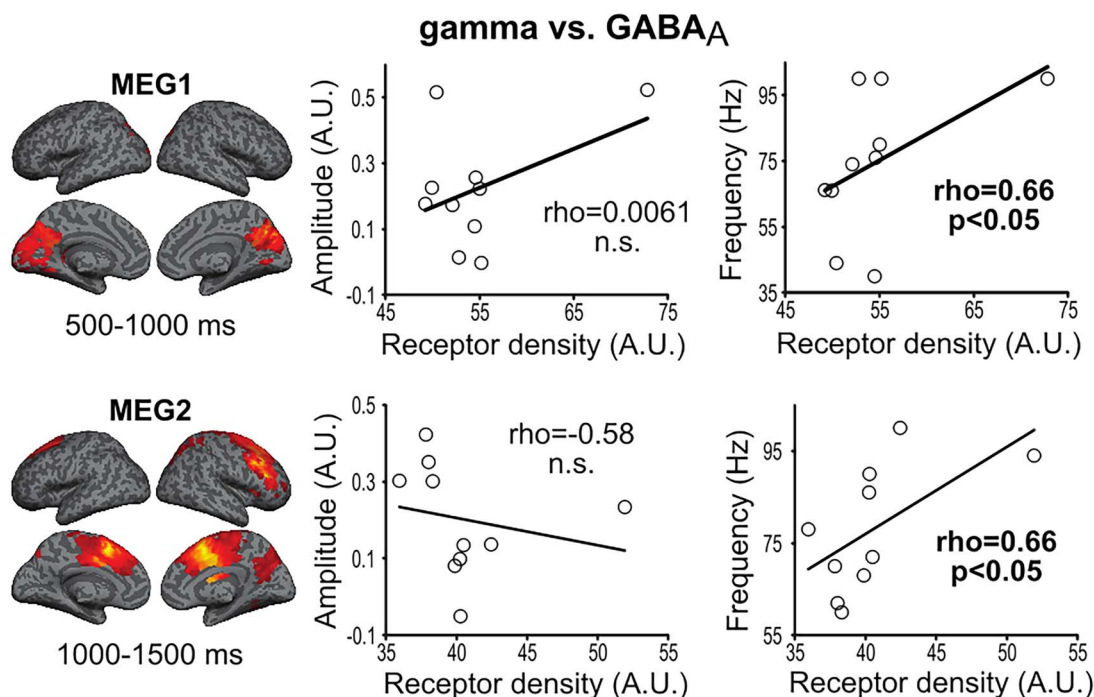 gamma vs. GABAA
MEG1
500-1000 ms
Amplitude (A.U.)
0.5
0.3
0.1
-0.1
45
55
65
75
Receptor density (A.U.)
rho=0.0061
n.s.
Frequency (Hz)
95
75
55
35
45
55
65
75
Receptor density (A.U.)
rho=0.66
p<0.05
MEG2
1000-1500 ms
Amplitude (A.U.)
0.5
0.3
0.1
-0.1
35
40
45
50
55
Receptor density (A.U.)
rho=-0.58
n.s.
Frequency (Hz)
95
75
55
35
40
45
50
55
Receptor density (A.U.)
rho=0.66
p<0.05